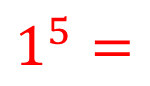 1⁵ =